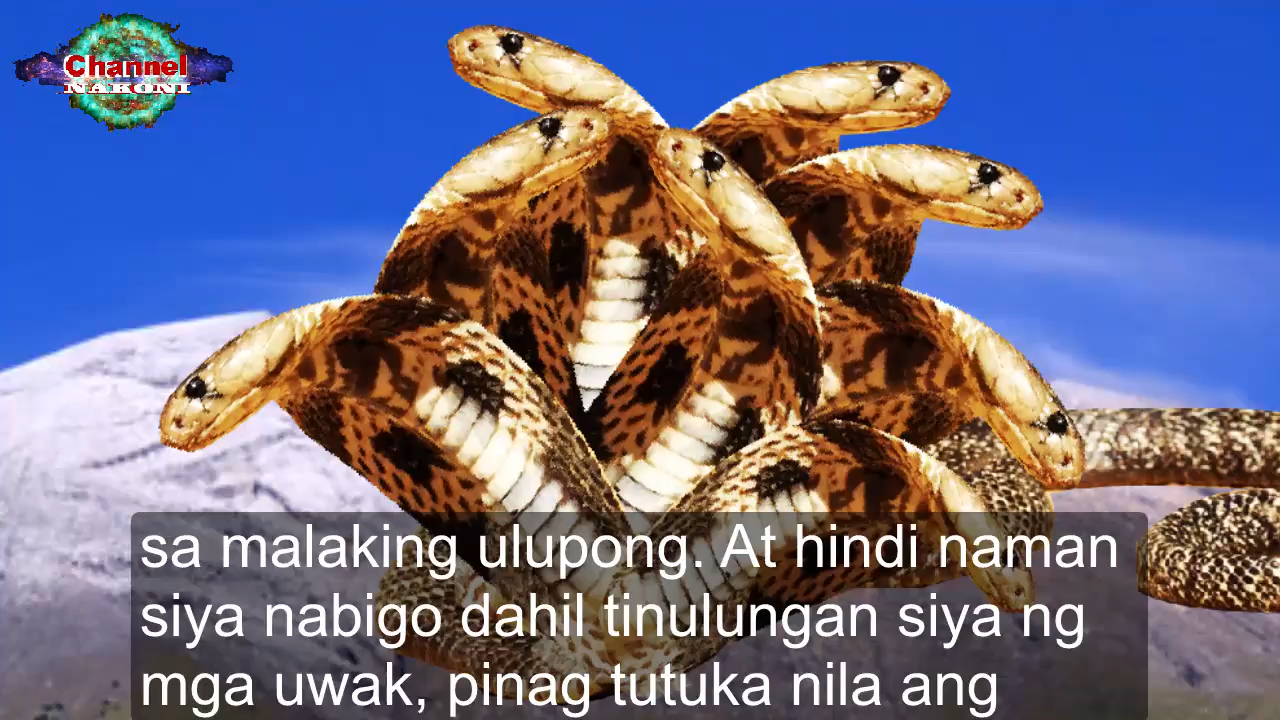 Channel
NAKONI
sa malaking ulupong. At hindi naman
siya nabigo dahil tinulungan siya ng
mga uwak, pinag tutuka nila ang